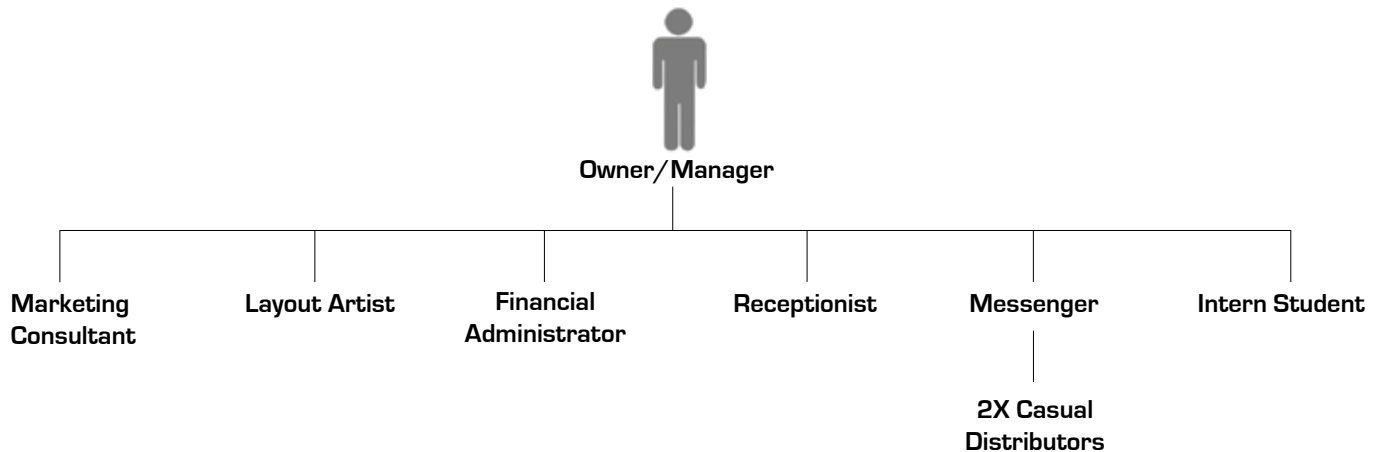 Owner/Manager
Marketing
Consultant
Layout Artist
Financial
Administrator
Receptionist
Messenger
Intern Student
2X Casual
Distributors